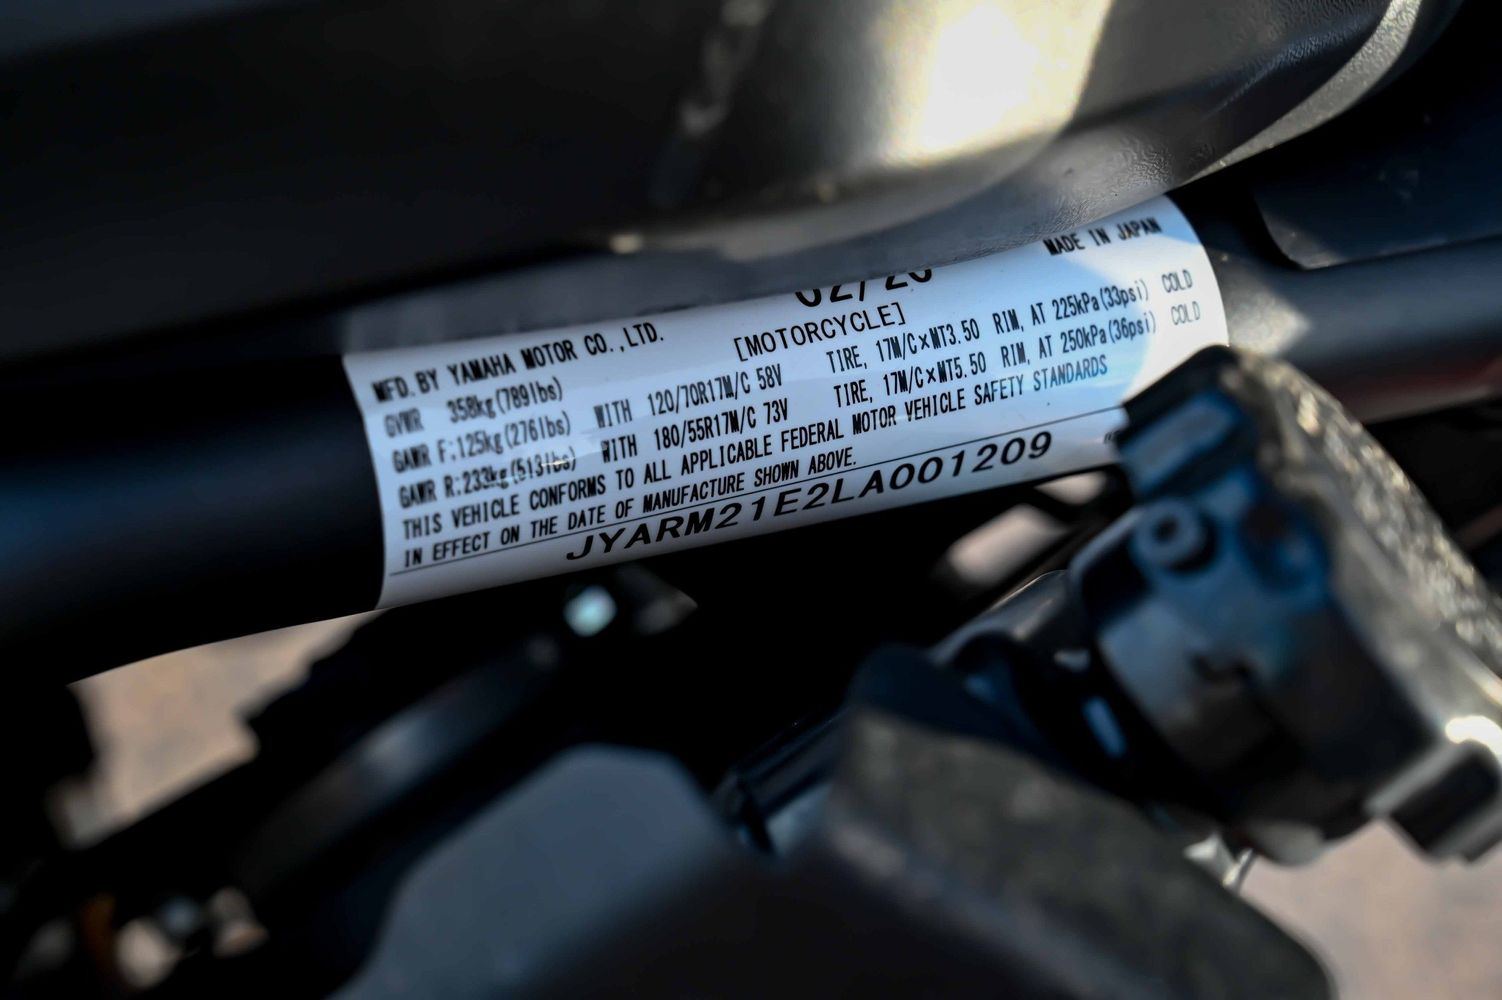 MADE IN JAPAN
02/20
MFD. BY YAMAHA MOTOR CO., LTD.
[MOTORCYCLE]
GVWR 358kg(789lbs)
GAWR F:125kg(276lbs) WITH 120/70R17M/C 58V TIRE, 17M/C×MT3.50 RIM, AT 225kPa(33psi) COLD
GAWR R:233kg(513lbs) WITH 180/55R17M/C 73V TIRE, 17M/C×MT5.50 RIM, AT 250kPa(36psi) COLD
THIS VEHICLE CONFORMS TO ALL APPLICABLE FEDERAL MOTOR VEHICLE SAFETY STANDARDS
IN EFFECT ON THE DATE OF MANUFACTURE SHOWN ABOVE.
JYARM21E2LA001209